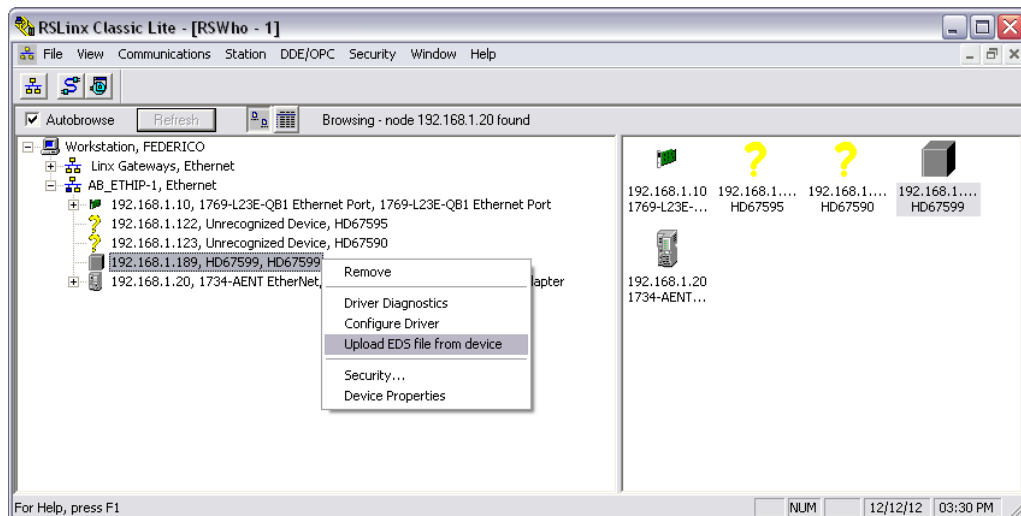 RSLinx Classic Lite - [RSWho - 1]
File View Communications Station DDE/OPC Security Window Help
Autobrowse Refresh Browsing - node 192.168.1.20 found
Workstation, FEDERICO
Linx Gateways, Ethernet
AB_ETHIP-1, Ethernet
192.168.1.10, 1769-L23E-QB1 Ethernet Port, 1769-L23E-QB1 Ethernet Port
192.168.1.122, Unrecognized Device, HD67595
192.168.1.123, Unrecognized Device, HD67590
192.168.1.189, HD67599, HD67599
192.168.1.20, 1734-AENT EtherNet, lapter
Remove
Driver Diagnostics
Configure Driver
Upload EDS file from device
Security...
Device Properties
192.168.1.10 192.168.1.... 192.168.1.... 192.168.1....
1769-L23E-... HD67595 HD67590 HD67599
192.168.1.20
1734-AENT...
For Help, press F1 NUM 12/12/12 03:30 PM